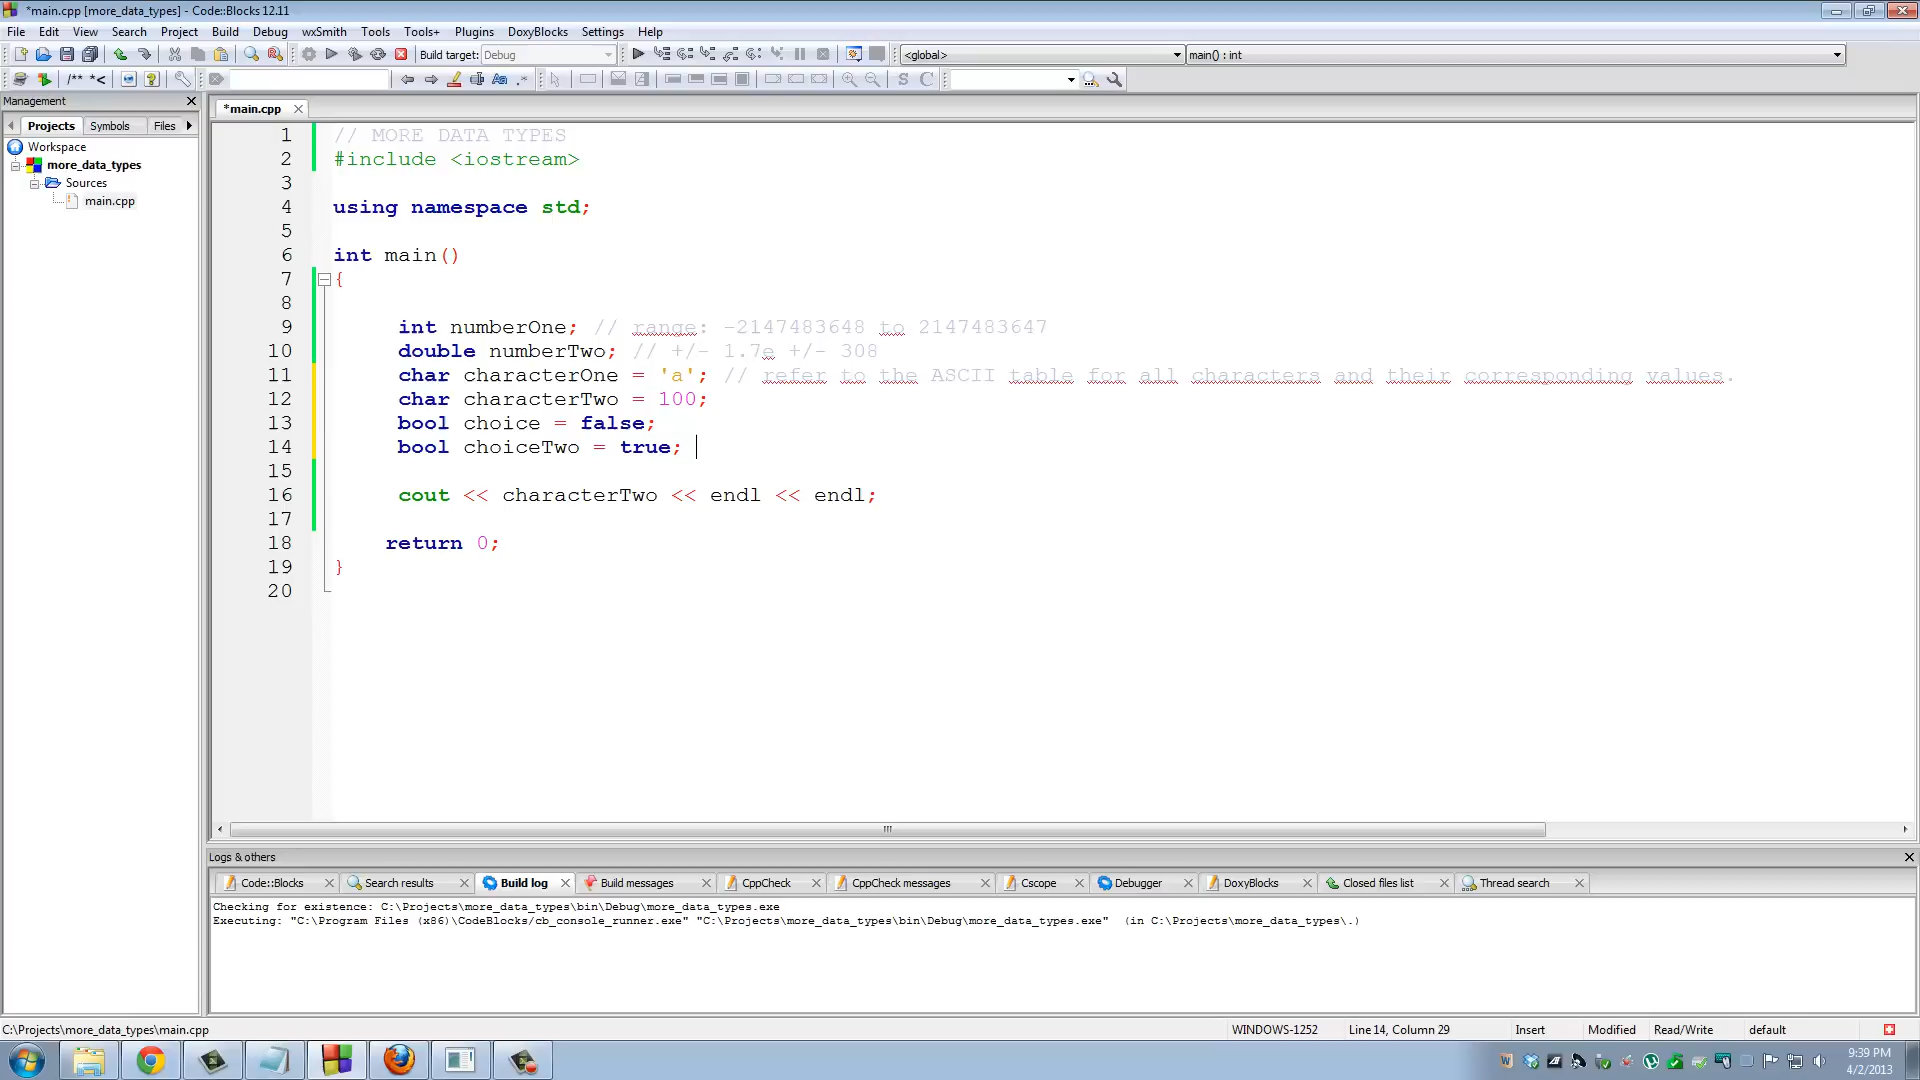 *main.cpp [more_data_types] - Code::Blocks 12.11
File Edit View Search Project Build Debug wxSmith Tools Tools+ Plugins DoxyBlocks Settings Help
Build target: Debug <global> main() : int
/** *<
Management
Projects Symbols Files
Workspace
more_data_types
Sources
main.cpp
*main.cpp
1 // MORE DATA TYPES
2 #include <iostream>
3
4 using namespace std;
5
6 int main()
7 {
8
9 int numberOne; // range: -2147483648 to 2147483647
10 double numberTwo; // +/- 1.7e +/- 308
11 char characterOne = 'a'; // refer to the ASCII table for all characters and their corresponding values.
12 char characterTwo = 100;
13 bool choice = false;
14 bool choiceTwo = true;
15
16 cout << characterTwo << endl << endl;
17
18 return 0;
19 }
20
Logs & others
Code::Blocks Search results Build log Build messages CppCheck CppCheck messages Cscope Debugger DoxyBlocks Closed files list Thread search
Checking for existence: C:\Projects\more_data_types\bin\Debug\more_data_types.exe
Executing: "C:\Program Files (x86)\CodeBlocks/cb_console_runner.exe" "C:\Projects\more_data_types\bin\Debug\more_data_types.exe" (in C:\Projects\more_data_types\.)
C:\Projects\more_data_types\main.cpp WINDOWS-1252 Line 14, Column 29 Insert Modified Read/Write default
9:39 PM
4/2/2013